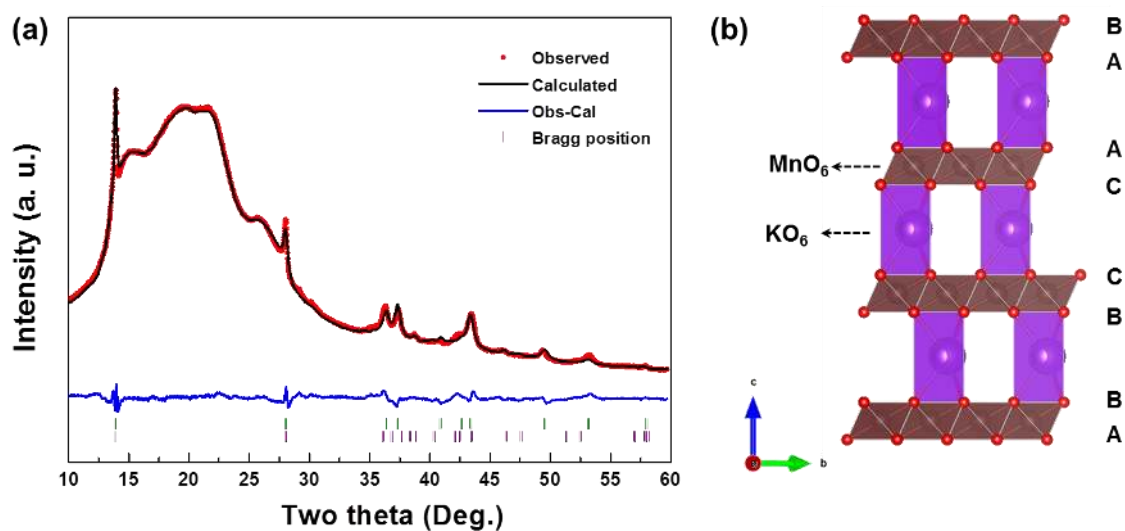 (a)
Observed
Calculated
Obs-Cal
Bragg position
Intensity (a. u.)
10 15 20 25 30 35 40 45 50 55 60
Two theta (Deg.)
(b)
B
A
A
MnO₆
C
KO₆
C
B
B
A
c
b